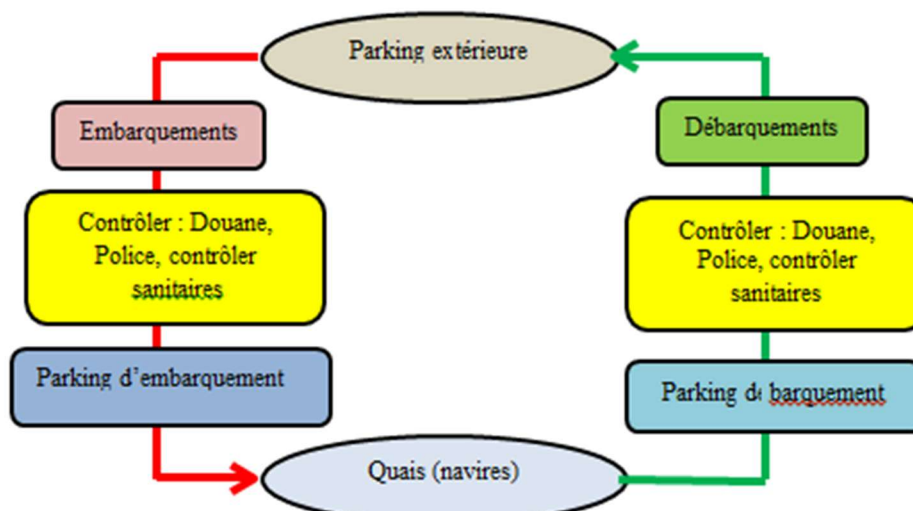 Parking extérieure
Embarquements
Contrôler : Douane,
Police, contrôler
sanitaires
Parking d’embarquement
Débarquements
Contrôler : Douane,
Police, contrôler
sanitaires
Parking dé barquement
Quais (navires)